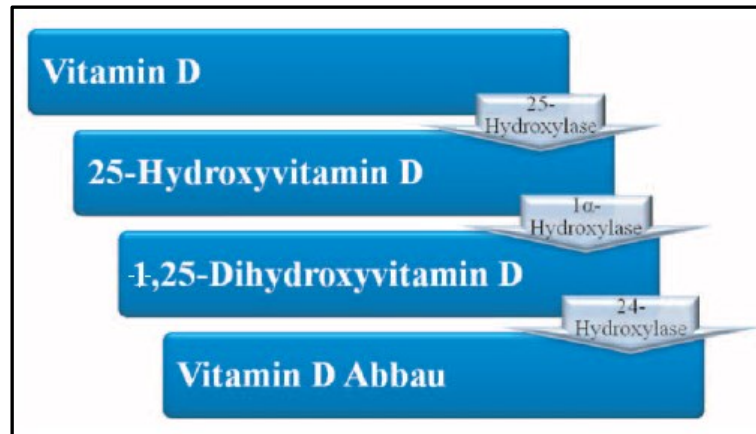 Vitamin D
25-
Hydroxylase
25-Hydroxyvitamin D
1α-
Hydroxylase
1,25-Dihydroxyvitamin D
24-
Hydroxylase
Vitamin D Abbau